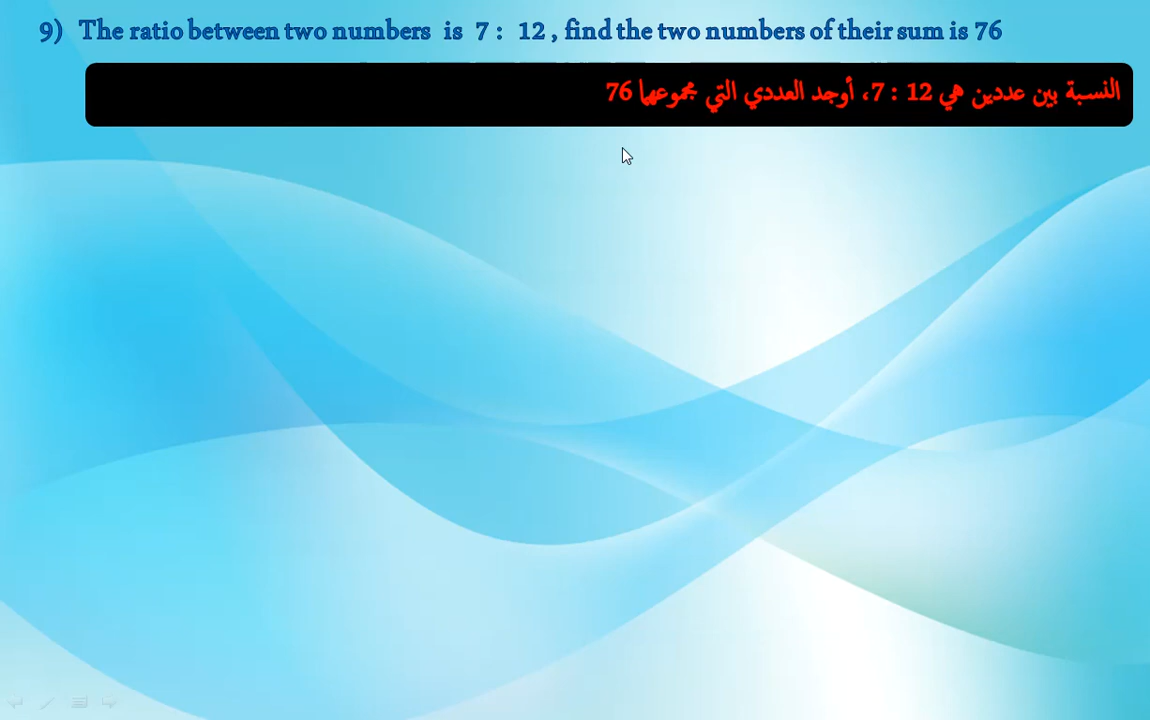 9) The ratio between two numbers is 7 : 12 , find the two numbers of their sum is 76
النسبة بين عددين هي 12 : 7، أوجد العددي التي مجموعهما 76